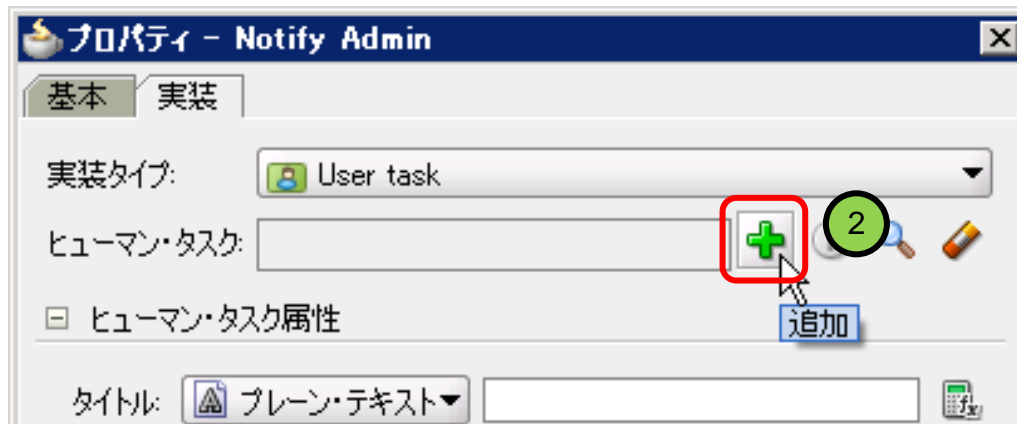 プロパティ - Notify Admin
基本 実装
実装タイプ: User task
ヒューマン・タスク: 2
追加
ヒューマン・タスク属性
タイトル: プレーン・テキスト fx